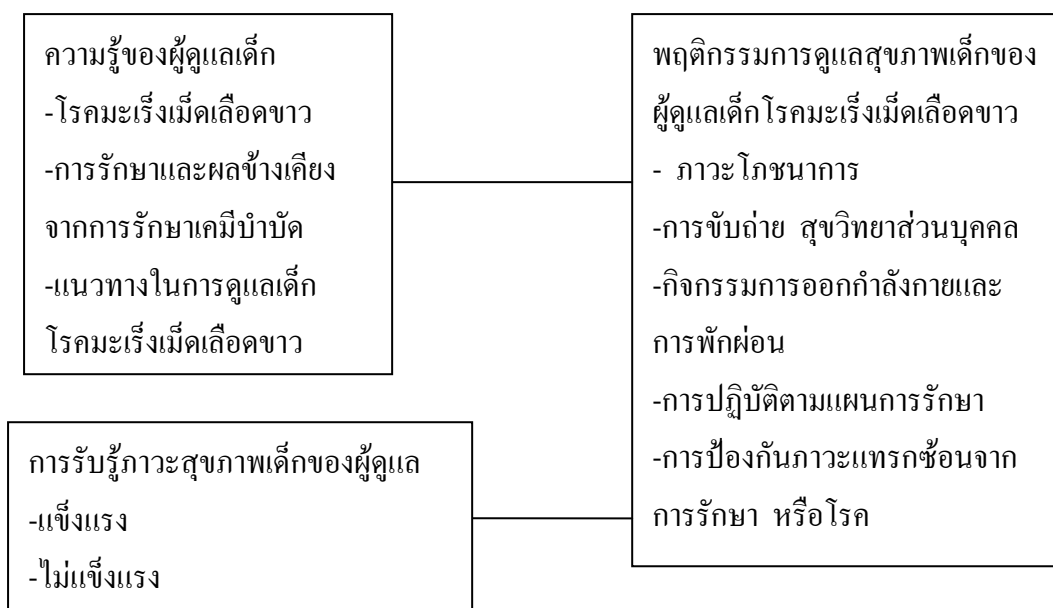 ความรู้ของผู้ดูแลเด็ก
-โรคมะเร็งเม็ดเลือดขาว
-การรักษาและผลข้างเคียง
จากการรักษาเคมีบำบัด
-แนวทางในการดูแลเด็ก
โรคมะเร็งเม็ดเลือดขาว
การรับรู้ภาวะสุขภาพเด็กของผู้ดูแล
-แข็งแรง
-ไม่แข็งแรง
พฤติกรรมการดูแลสุขภาพเด็กของ
ผู้ดูแลเด็กโรคมะเร็งเม็ดเลือดขาว
- ภาวะโภชนาการ
-การขับถ่าย สุขวิทยาส่วนบุคคล
-กิจกรรมการออกกำลังกายและ
การพักผ่อน
-การปฏิบัติตามแผนการรักษา
-การป้องกันภาวะแทรกซ้อนจาก
การรักษา หรือโรค